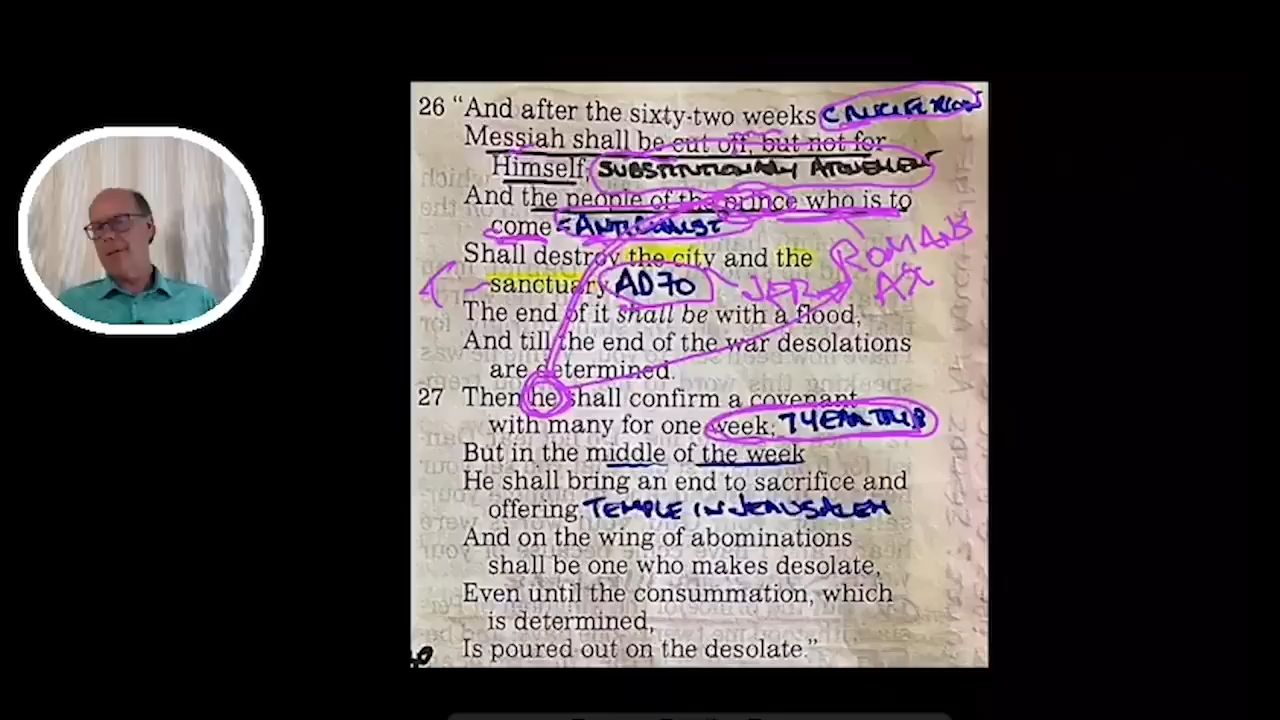 26 "And after the sixty-two weeks CRUCIFIXION
Messiah shall be cut off, but not for
Himself; SUBSTITUTIONARY ATONEMENT
And the people of the prince who is to
come = ANTICHRIST
Shall destroy the city and the ROMANS
sanctuary AD70 JER
The end of it shall be with a flood,
And till the end of the war desolations
are determined.
27 Then he shall confirm a covenant
with many for one week; 7 YEAR TRIB
But in the middle of the week
He shall bring an end to sacrifice and
offering. TEMPLE IN JERUSALEM
And on the wing of abominations
shall be one who makes desolate,
Even until the consummation, which
is determined,
Is poured out on the desolate."